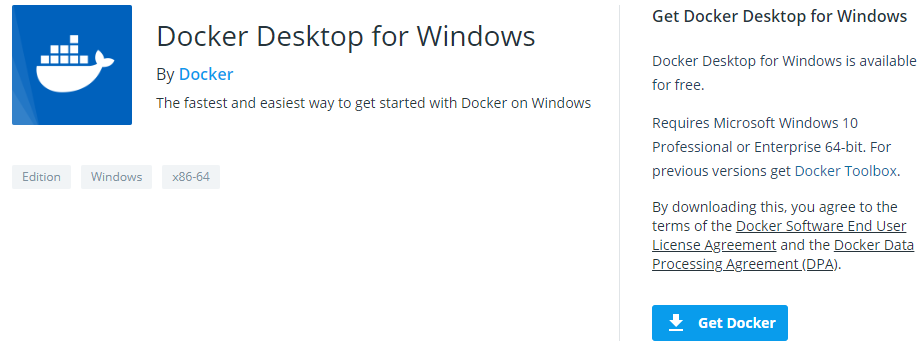 Docker Desktop for Windows
By Docker
The fastest and easiest way to get started with Docker on Windows
Edition
Windows
x86-64
Get Docker Desktop for Windows
Docker Desktop for Windows is available
for free.
Requires Microsoft Windows 10
Professional or Enterprise 64-bit. For
previous versions get Docker Toolbox.
By downloading this, you agree to the
terms of the Docker Software End User
License Agreement and the Docker Data
Processing Agreement (DPA).
Get Docker